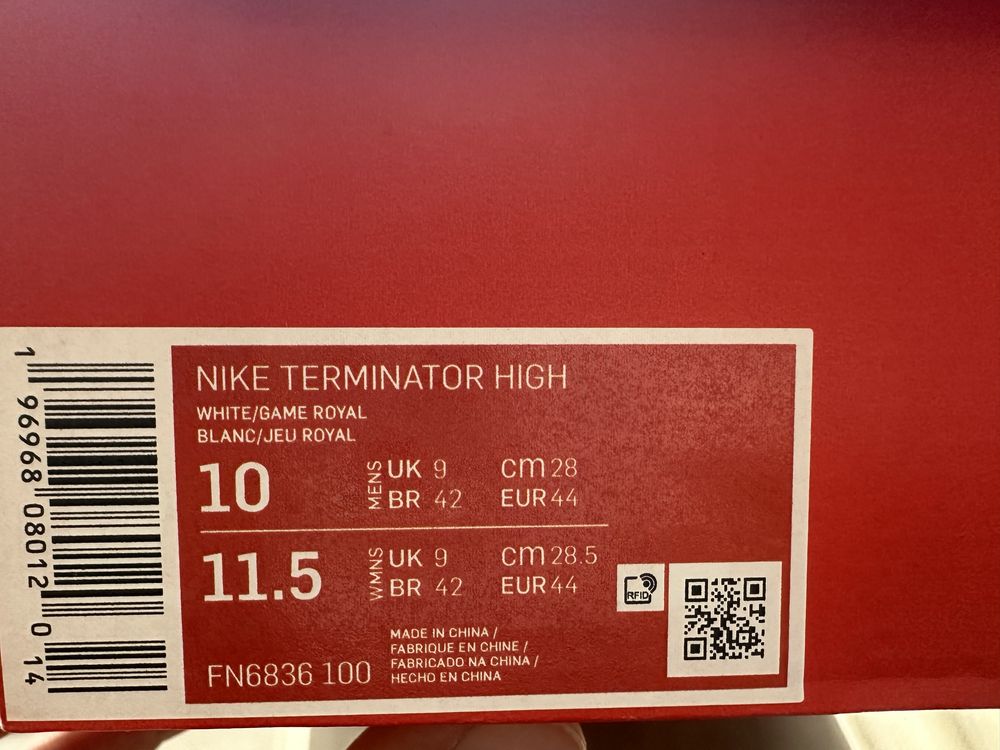 NIKE TERMINATOR HIGH
WHITE/GAME ROYAL
BLANC/JEU ROYAL
10 MENS UK 9 cm 28
BR 42 EUR 44
11.5 WMNS UK 9 cm 28.5
BR 42 EUR 44
MADE IN CHINA /
FABRIQUE EN CHINE /
FABRICADO NA CHINA /
HECHO EN CHINA
FN6836 100
RFID
1 96968 08012 0 14